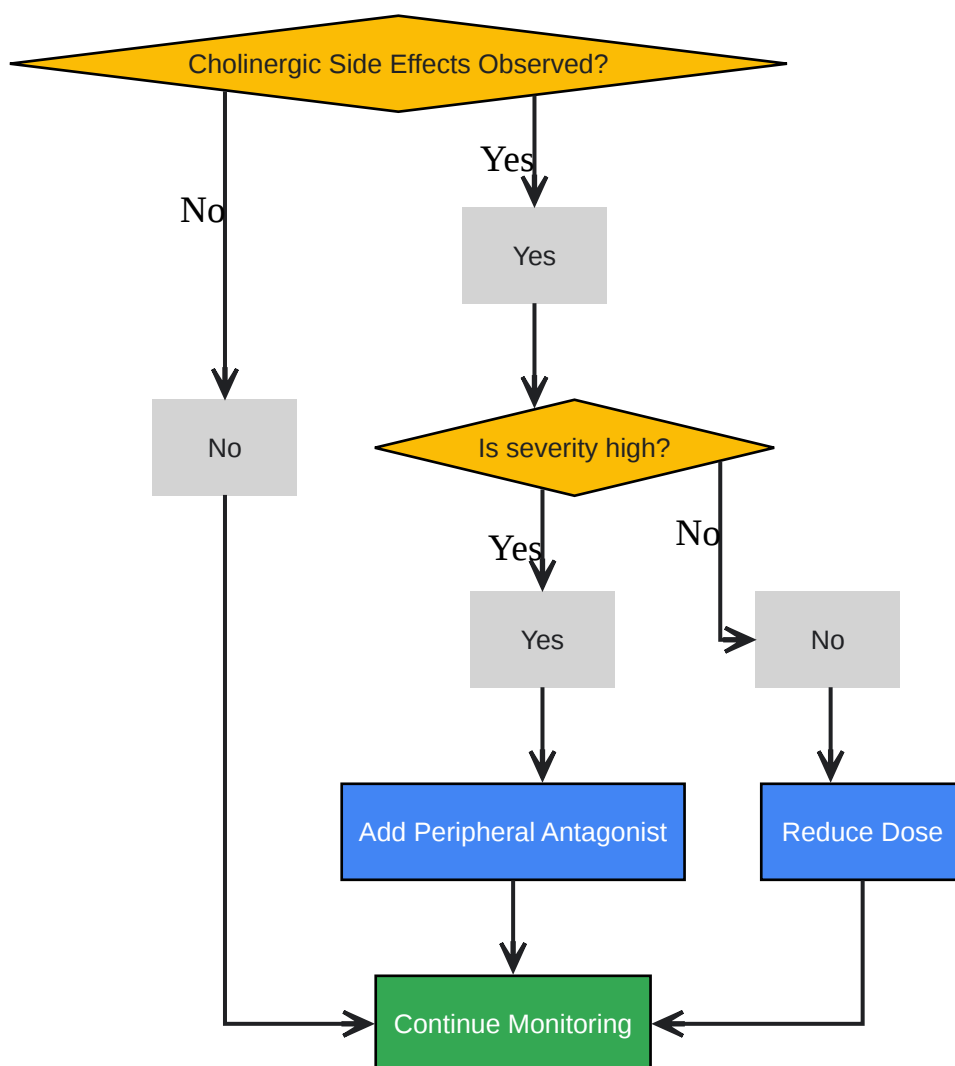 Cholinergic Side Effects Observed?
Yes
No
Yes
No
Is severity high?
Yes
No
Yes
No
Add Peripheral Antagonist
Reduce Dose
Continue Monitoring